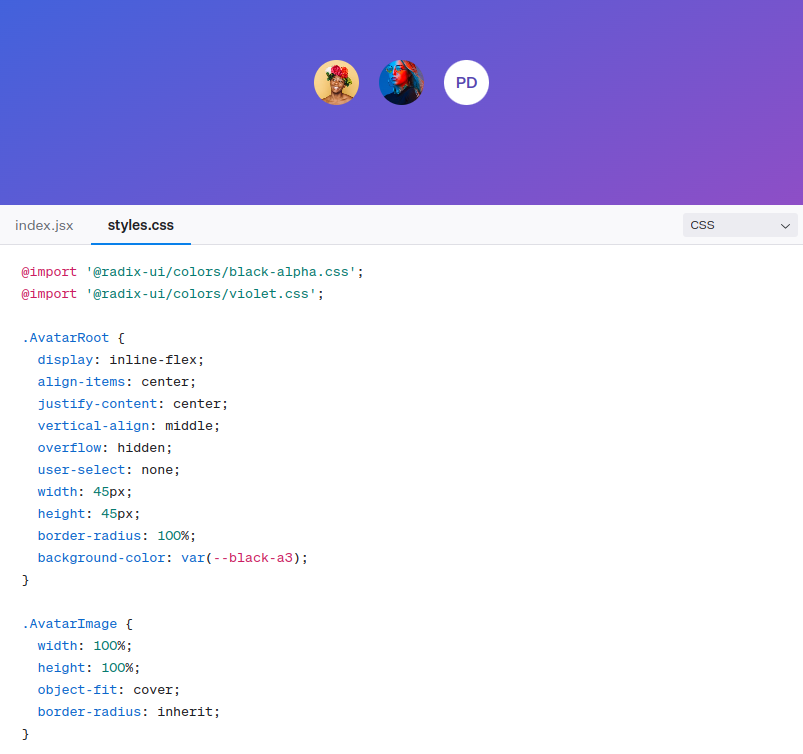 PD
index.jsx styles.css CSS
@import '@radix-ui/colors/black-alpha.css';
@import '@radix-ui/colors/violet.css';
.AvatarRoot {
  display: inline-flex;
  align-items: center;
  justify-content: center;
  vertical-align: middle;
  overflow: hidden;
  user-select: none;
  width: 45px;
  height: 45px;
  border-radius: 100%;
  background-color: var(--black-a3);
}
.AvatarImage {
  width: 100%;
  height: 100%;
  object-fit: cover;
  border-radius: inherit;
}